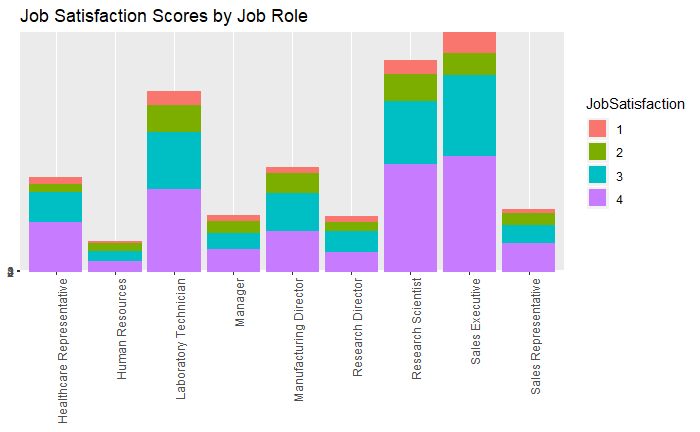 Job Satisfaction Scores by Job Role
JobSatisfaction
1
2
3
4
Healthcare Representative
Human Resources
Laboratory Technician
Manager
Manufacturing Director
Research Director
Research Scientist
Sales Executive
Sales Representative